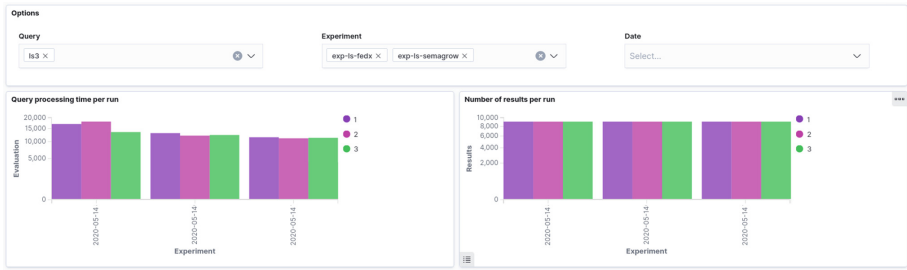 Options
Query
Experiment
Date
ls3 ×
exp-ls-fedx ×
exp-ls-semagrow ×
Select...
Query processing time per run
20,000
15,000
10,000
5,000
0
Evaluation
2020-05-14
2020-05-14
2020-05-14
Experiment
1
2
3
Number of results per run
10,000
8,000
6,000
4,000
2,000
0
Results
2020-05-14
2020-05-14
2020-05-14
Experiment
1
2
3